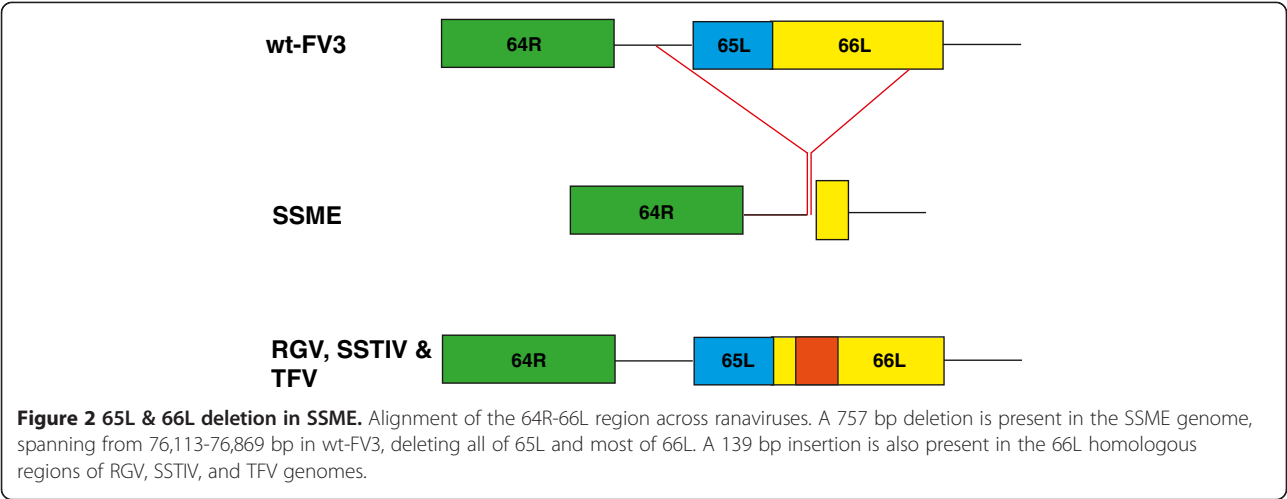 wt-FV3
64R
65L
66L
SSME
64R
RGV, SSTIV &
TFV
64R
65L
66L
Figure 2 65L & 66L deletion in SSME. Alignment of the 64R-66L region across ranaviruses. A 757 bp deletion is present in the SSME genome,
spanning from 76,113-76,869 bp in wt-FV3, deleting all of 65L and most of 66L. A 139 bp insertion is also present in the 66L homologous
regions of RGV, SSTIV, and TFV genomes.